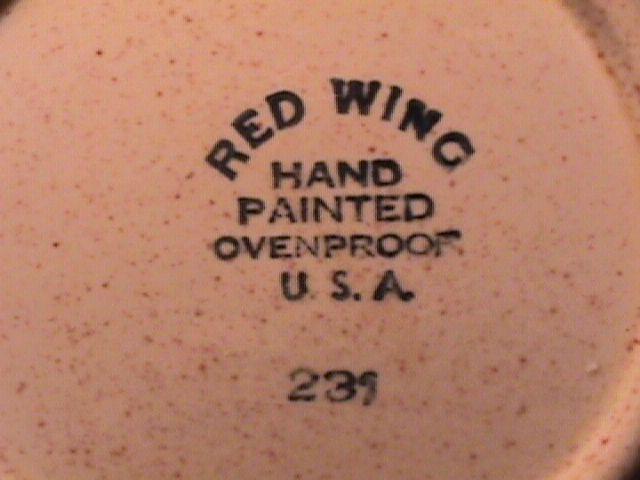 RED WING
HAND
PAINTED
OVENPROOF
U.S.A.
239